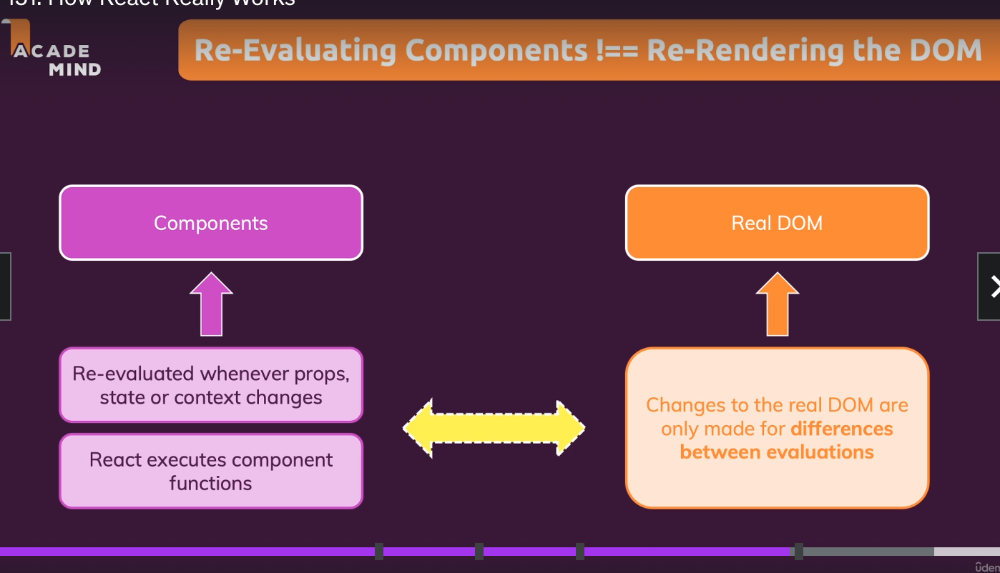 151. How React Really Works
ACADE
MIND
Re-Evaluating Components !== Re-Rendering the DOM
Components
Real DOM
Re-evaluated whenever props,
state or context changes
React executes component
functions
Changes to the real DOM are
only made for differences
between evaluations